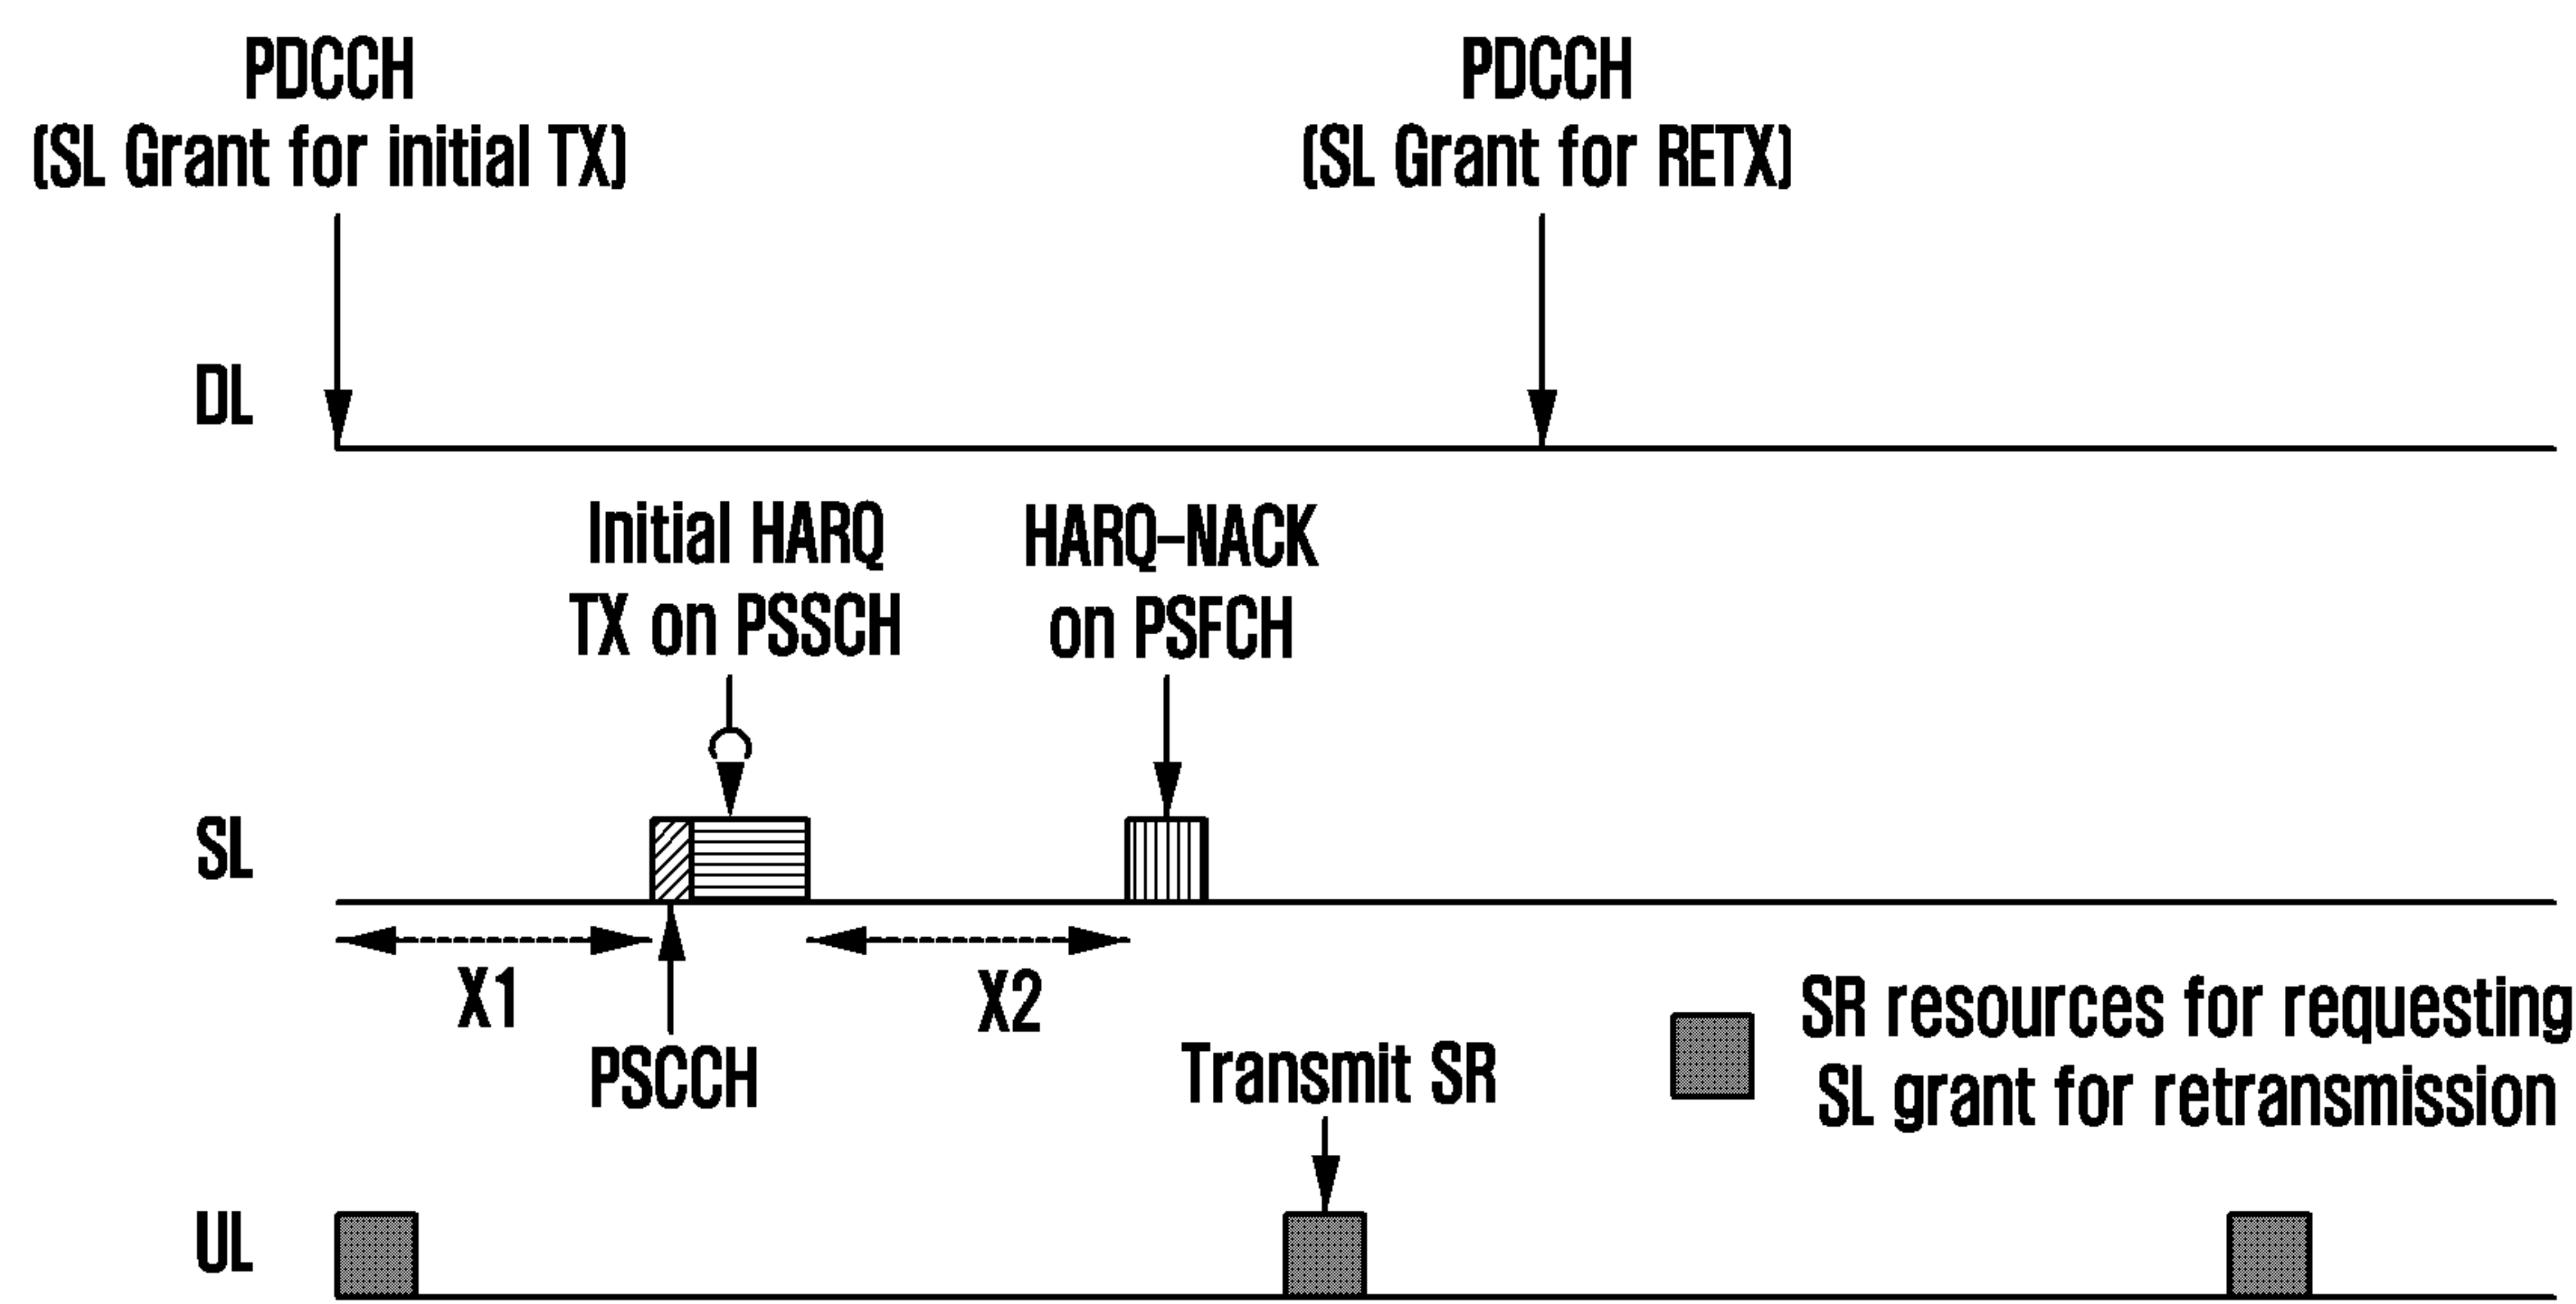 PDCCH
(SL Grant for initial TX)
PDCCH
(SL Grant for RETX)
DL
Initial HARQ
TX on PSSCH
HARQ-NACK
on PSFCH
SL
X1
X2
PSCCH
Transmit SR
SR resources for requesting
SL grant for retransmission
UL